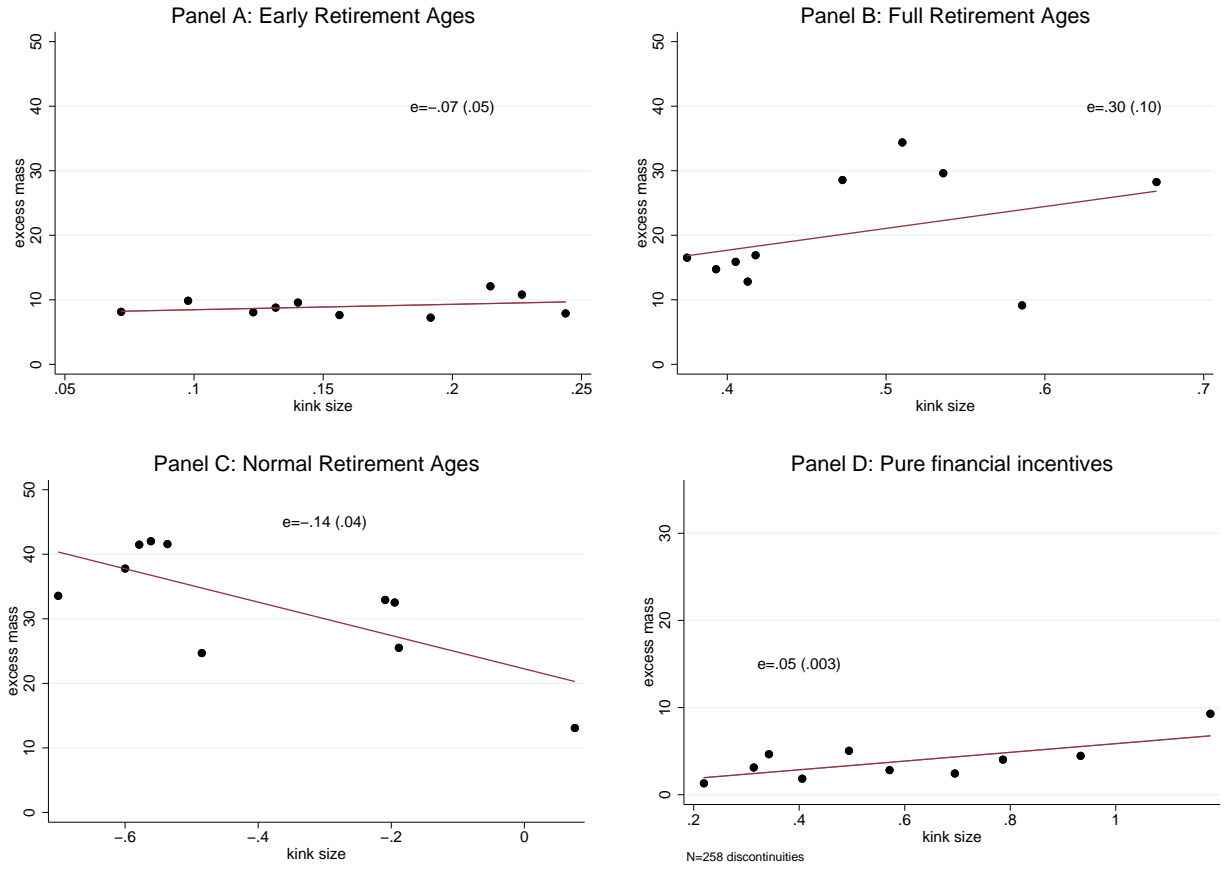 Panel A: Early Retirement Ages
excess mass
50
40
30
20
10
0
e=−.07 (.05)
.05 .1 .15 .2 .25
kink size
Panel B: Full Retirement Ages
excess mass
50
40
30
20
10
0
e=.30 (.10)
.4 .5 .6 .7
kink size
Panel C: Normal Retirement Ages
excess mass
50
40
30
20
10
0
e=−.14 (.04)
−.6 −.4 −.2 0
kink size
Panel D: Pure financial incentives
excess mass
30
20
10
0
e=.05 (.003)
.2 .4 .6 .8 1
kink size
N=258 discontinuities